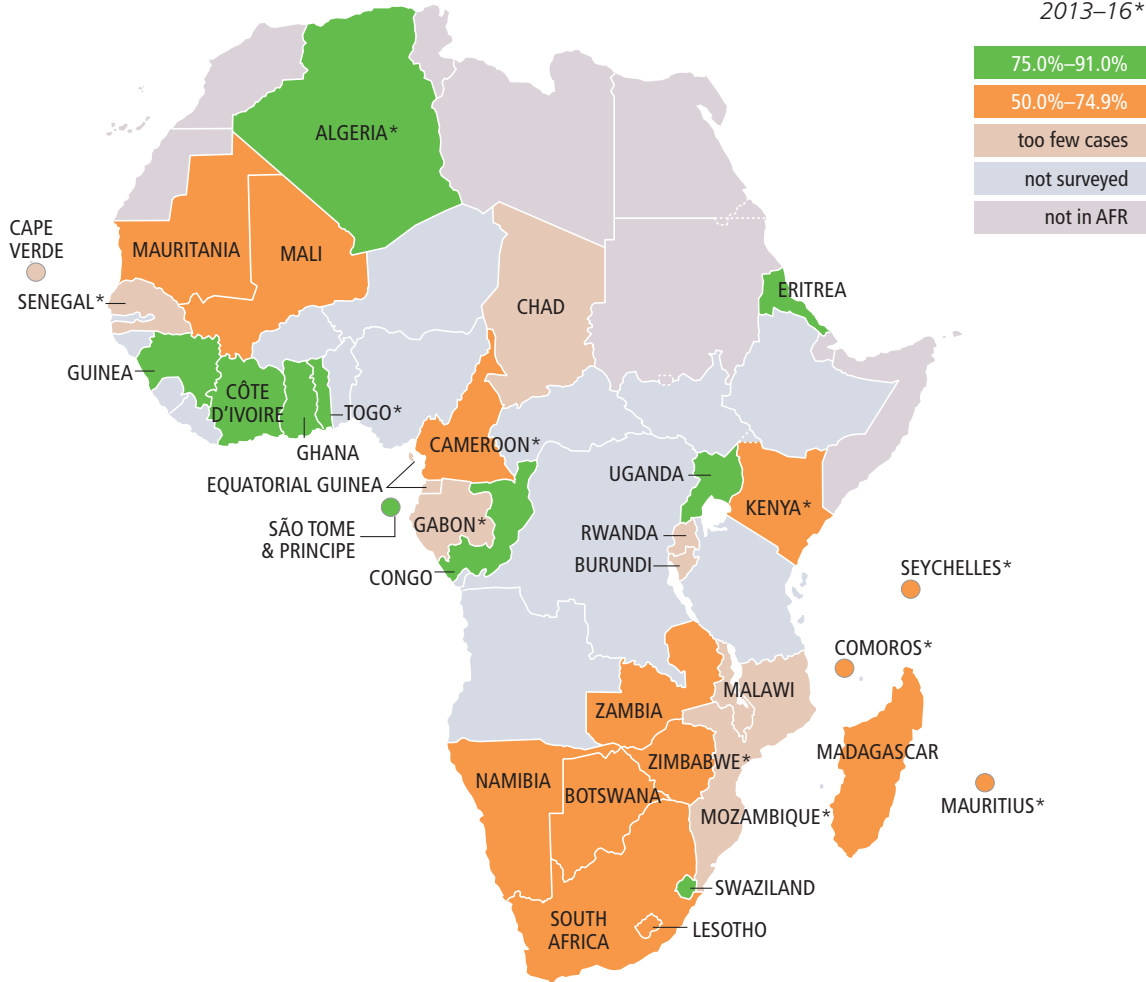 2013–16*
75.0%–91.0%
50.0%–74.9%
too few cases
not surveyed
not in AFR
ALGERIA*
CAPE
VERDE
MAURITANIA
MALI
SENEGAL*
CHAD
ERITREA
GUINEA
CÔTE
D'IVOIRE
TOGO*
GHANA
CAMEROON*
EQUATORIAL GUINEA
UGANDA
KENYA*
SÃO TOME
& PRINCIPE
GABON*
RWANDA
BURUNDI
CONGO
SEYCHELLES*
COMOROS*
MALAWI
ZAMBIA
MADAGASCAR
ZIMBABWE*
NAMIBIA
BOTSWANA
MAURITIUS*
MOZAMBIQUE*
SWAZILAND
SOUTH
AFRICA
LESOTHO